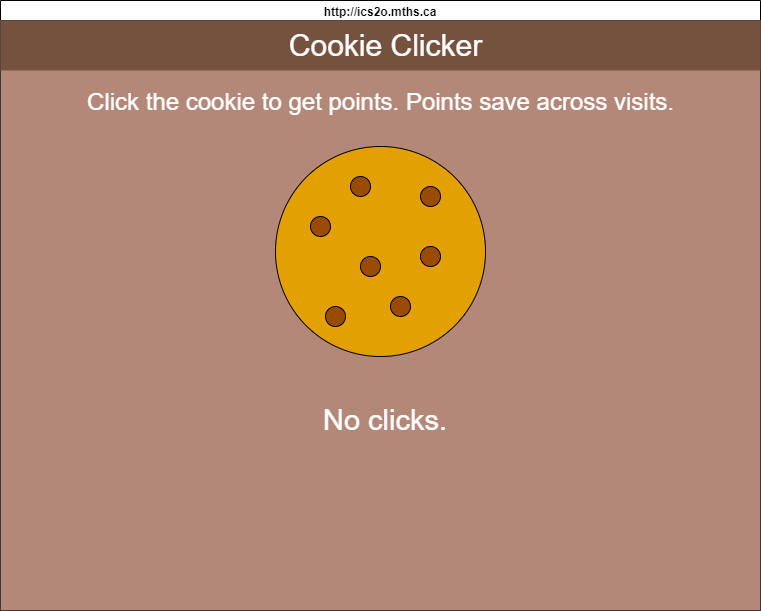 http://ics2o.mths.ca
Cookie Clicker
Click the cookie to get points. Points save across visits.
No clicks.